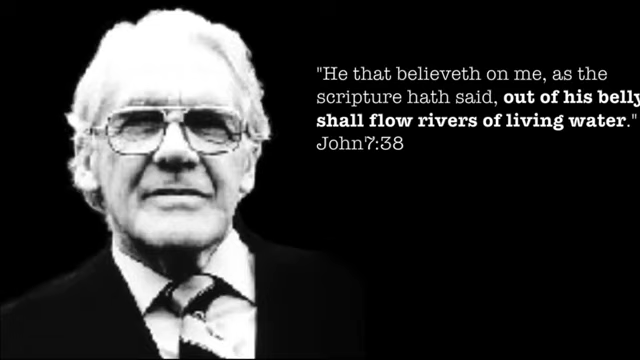 "He that believeth on me, as the
scripture hath said, out of his belly
shall flow rivers of living water."
John7:38